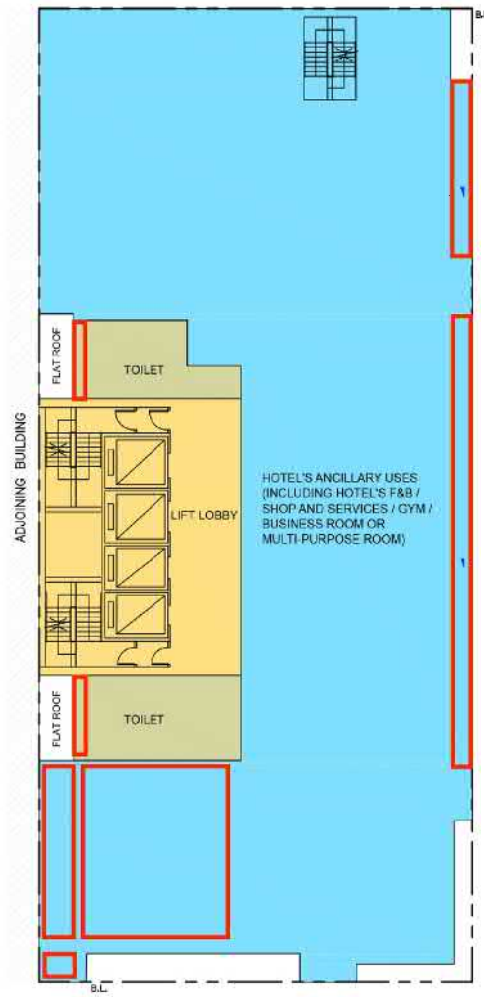 B.
FLAT ROOF
TOILET
ADJOINING BUILDING
LIFT LOBBY
HOTEL'S ANCILLARY USES
(INCLUDING HOTEL'S F&B /
SHOP AND SERVICES / GYM /
BUSINESS ROOM OR
MULTI-PURPOSE ROOM)
FLAT ROOF
TOILET
B.L.